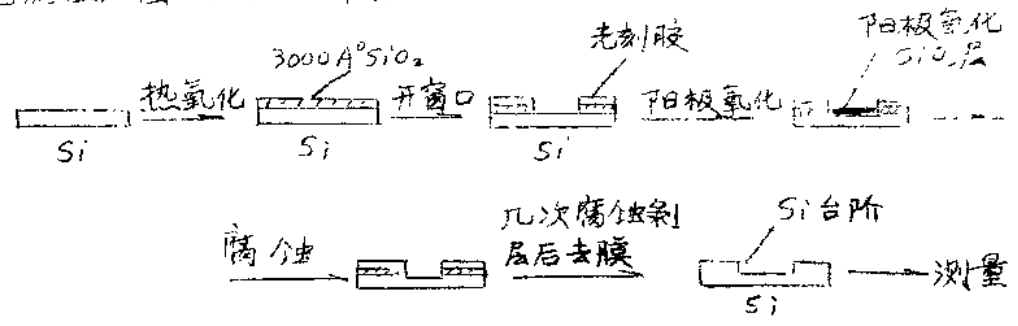 光刻胶
阳极氧化
3000A°SiO₂
SiO₂层
热氧化 开窗口 阳极氧化
Si Si Si
腐蚀 几次腐蚀剥
层后去膜 Si台阶 测量
Si